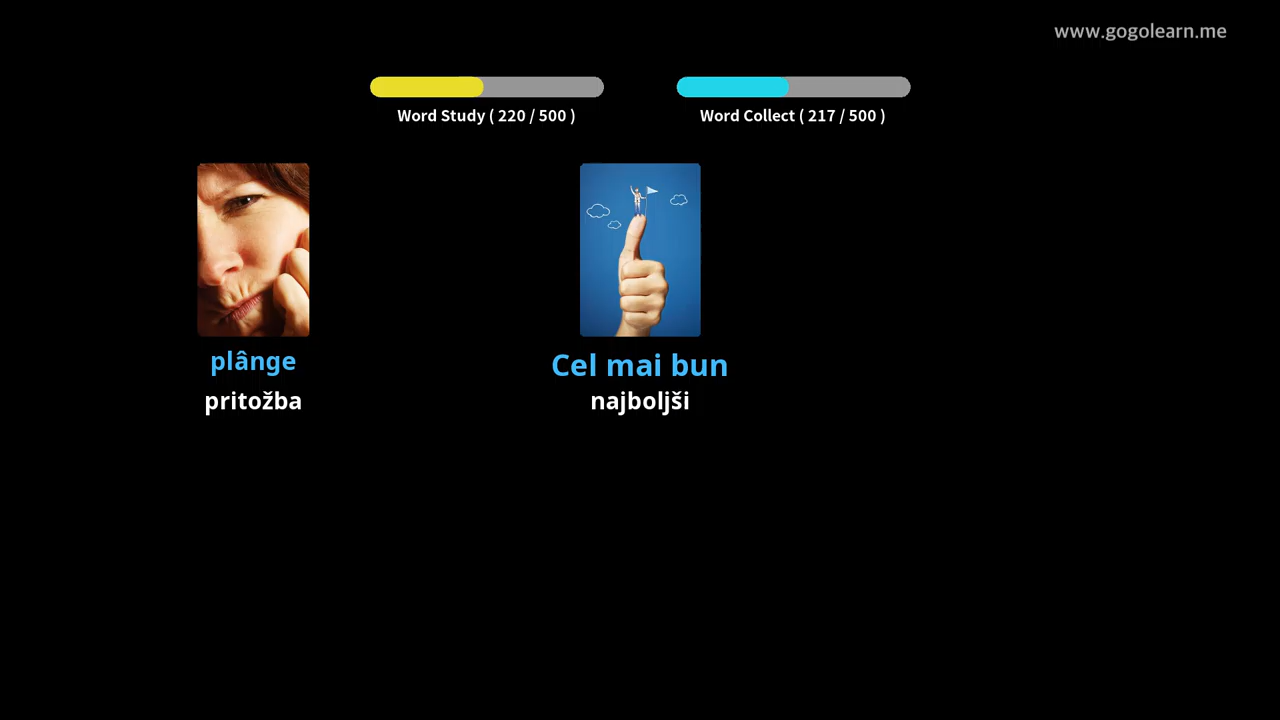 www.gogolearn.me
Word Study ( 220 / 500 )
Word Collect ( 217 / 500 )
plânge
pritožba
Cel mai bun
najboljši